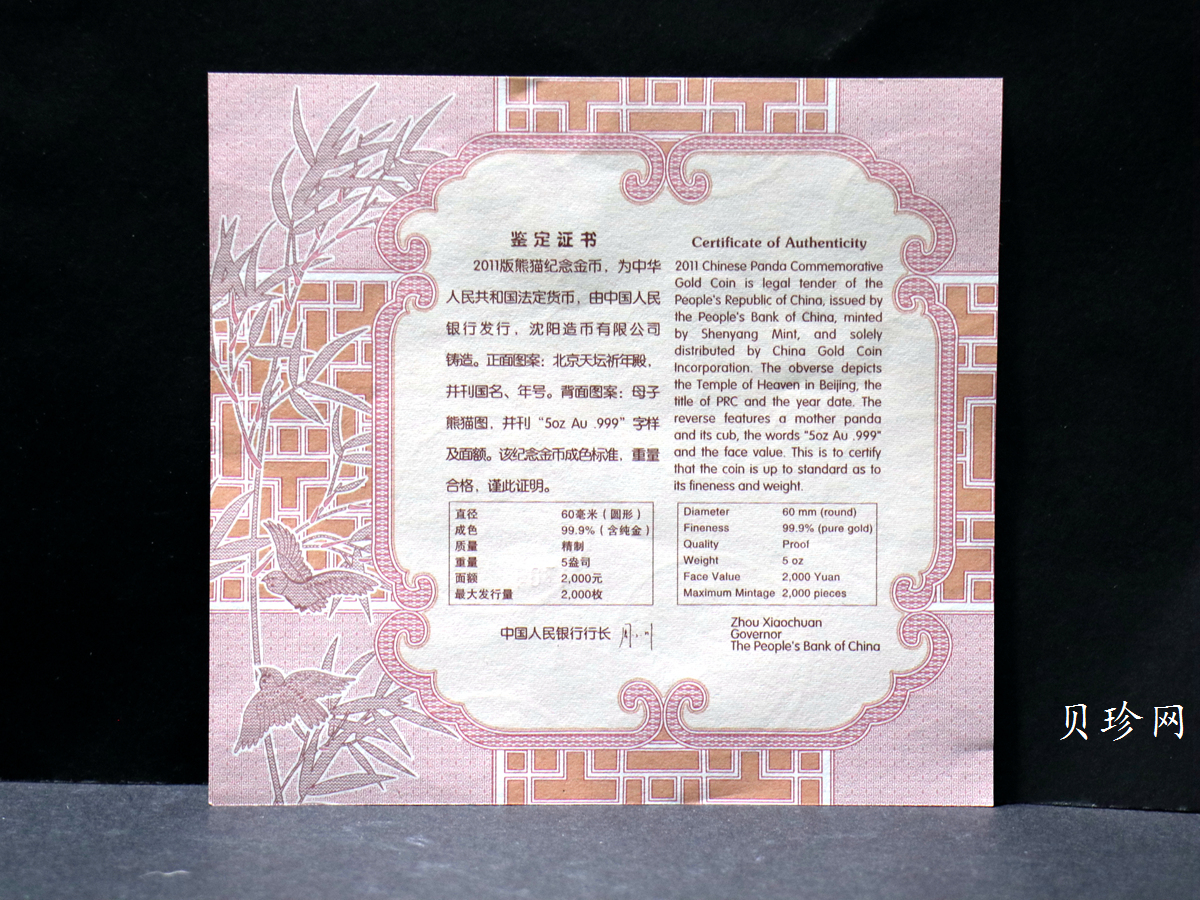 鉴定证书
2011版熊猫纪念金币，为中华
人民共和国法定货币，由中国人民
银行发行，沈阳造币有限公司
铸造。正面图案：北京天坛祈年殿，
并刊国名、年号。背面图案：母子
熊猫图，并刊“5oz Au .999”字样
及面额。该纪念金币成色标准，重量
合格，谨此证明。
直径 60毫米（圆形）
成色 99.9%（含纯金）
质量 精制
重量 5盎司
面额 2,000元
最大发行量 2,000枚
中国人民银行行长
Certificate of Authenticity
2011 Chinese Panda Commemorative
Gold Coin is legal tender of the
People's Republic of China, issued by
the People's Bank of China, minted
by Shenyang Mint, and solely
distributed by China Gold Coin
Incorporation. The obverse depicts
the Temple of Heaven in Beijing, the
title of PRC and the year date. The
reverse features a mother panda
and its cub, the words "5oz Au .999"
and the face value. This is to certify
that the coin is up to standard as to
its fineness and weight.
Diameter 60 mm (round)
Fineness 99.9% (pure gold)
Quality Proof
Weight 5 oz
Face Value 2,000 Yuan
Maximum Mintage 2,000 pieces
Zhou Xiaochuan
Governor
The People's Bank of China
贝珍网